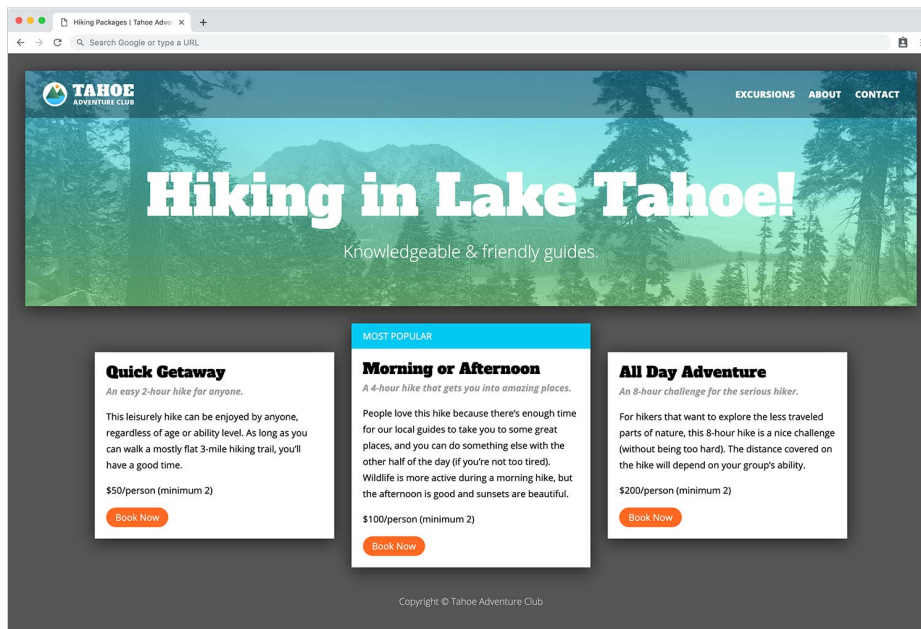 Hiking Packages | Tahoe Adve
Search Google or type a URL
TAHOE
ADVENTURE CLUB
EXCURSIONS ABOUT CONTACT
Hiking in Lake Tahoe!
Knowledgeable & friendly guides.
Quick Getaway
An easy 2-hour hike for anyone.
This leisurely hike can be enjoyed by anyone,
regardless of age or ability level. As long as you
can walk a mostly flat 3-mile hiking trail, you'll
have a good time.
$50/person (minimum 2)
Book Now
MOST POPULAR
Morning or Afternoon
A 4-hour hike that gets you into amazing places.
People love this hike because there's enough time
for our local guides to take you to some great
places, and you can do something else with the
other half of the day (if you're not too tired).
Wildlife is more active during a morning hike, but
the afternoon is good and sunsets are beautiful.
$100/person (minimum 2)
Book Now
All Day Adventure
An 8-hour challenge for the serious hiker.
For hikers that want to explore the less traveled
parts of nature, this 8-hour hike is a nice challenge
(without being too hard). The distance covered on
the hike will depend on your group's ability.
$200/person (minimum 2)
Book Now
Copyright © Tahoe Adventure Club